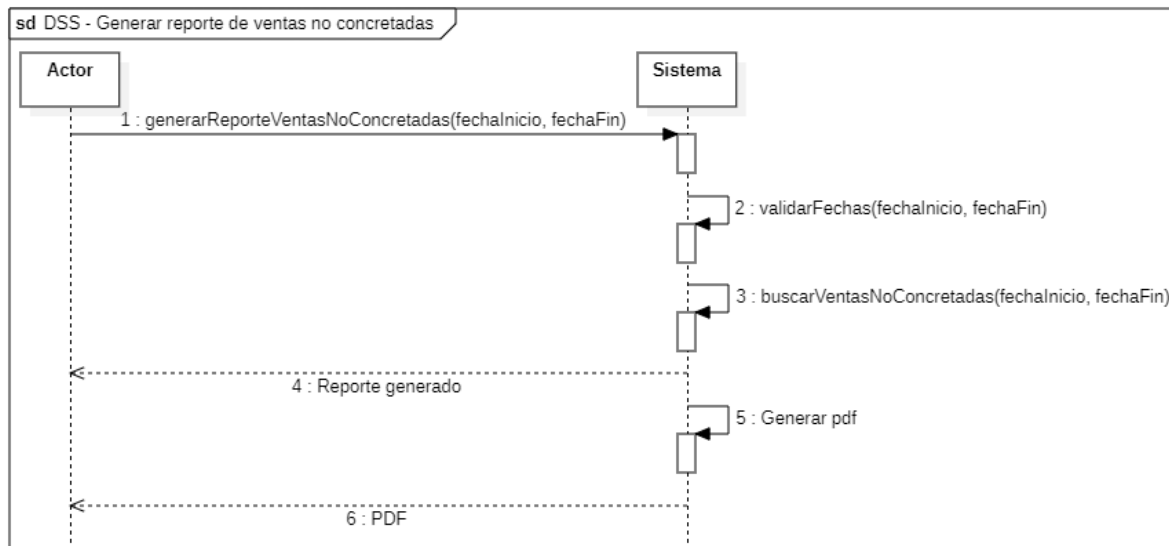 sd DSS - Generar reporte de ventas no concretadas
Actor
Sistema
1 : generarReporteVentasNoConcretadas(fechaInicio, fechaFin)
2 : validarFechas(fechaInicio, fechaFin)
3 : buscarVentasNoConcretadas(fechaInicio, fechaFin)
4 : Reporte generado
5 : Generar pdf
6 : PDF